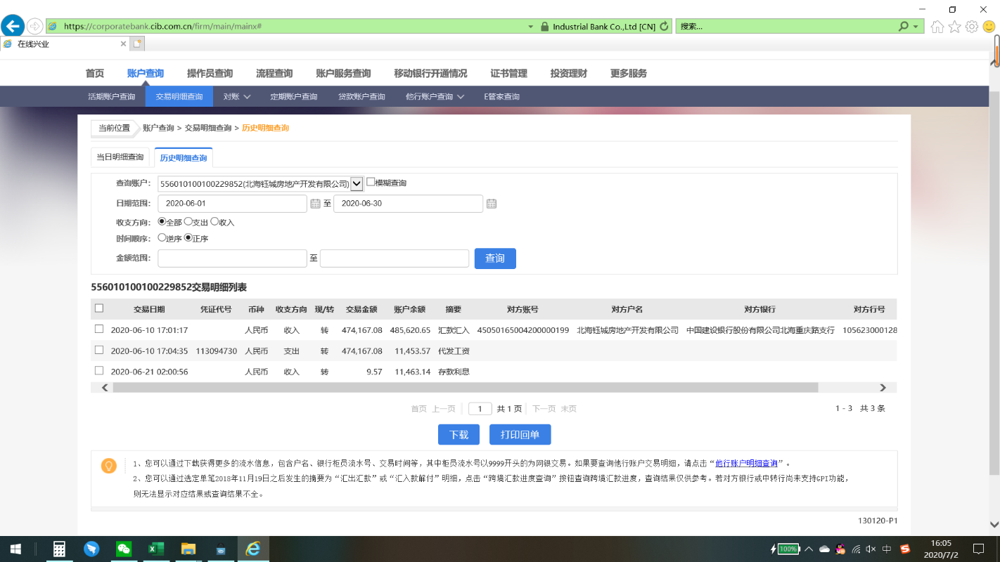 https://corporatebank.cib.com.cn/firm/main/mainx# Industrial Bank Co.,Ltd [CN] 搜索...
在线兴业
首页 账户查询 操作员查询 流程查询 账户服务查询 移动银行开通情况 证书管理 投资理财 更多服务
活期账户查询 交易明细查询 对账 定期账户查询 贷款账户查询 他行账户查询 E管家查询
当前位置 账户查询 > 交易明细查询 > 历史明细查询
当日明细查询 历史明细查询
查询账户: 556010100100229852(北海钰城房地产开发有限公司) 模糊查询
日期范围: 2020-06-01 至 2020-06-30
收支方向: 全部 支出 收入
时间顺序: 逆序 正序
金额范围: 至 查询
556010100100229852交易明细列表
交易日期 凭证代号 币种 收支方向 现/转 交易金额 账户余额 摘要 对方账号 对方户名 对方银行 对方行号
2020-06-10 17:01:17 人民币 收入 转 474,167.08 485,620.65 汇款汇入 45050165004200000199 北海钰城房地产开发有限公司 中国建设银行股份有限公司北海重庆路支行 105623000128
2020-06-10 17:04:35 113094730 人民币 支出 转 474,167.08 11,453.57 代发工资
2020-06-21 02:00:56 人民币 收入 转 9.57 11,463.14 存款利息
首页 上一页 1 共 1 页 下一页 末页 1 - 3 共 3 条
下载 打印回单
1、您可以通过下载获得更多的流水信息，包含户名、银行柜员流水号、交易时间等，其中柜员流水号以9999开头的为网银交易。如果要查询他行账户交易明细，请点击“他行账户明细查询”。
2、您可以通过选定单笔2018年11月19日之后发生的摘要为“汇出汇款”或“汇入款解付”明细，点击“跨境汇款进度查询”按钮查询跨境汇款进度，查询结果仅供参考。若对方银行或中转行尚未支持GPI功能，
则无法显示对应结果或查询结果不全。
130120-P1
100% 中 16:05
2020/7/2